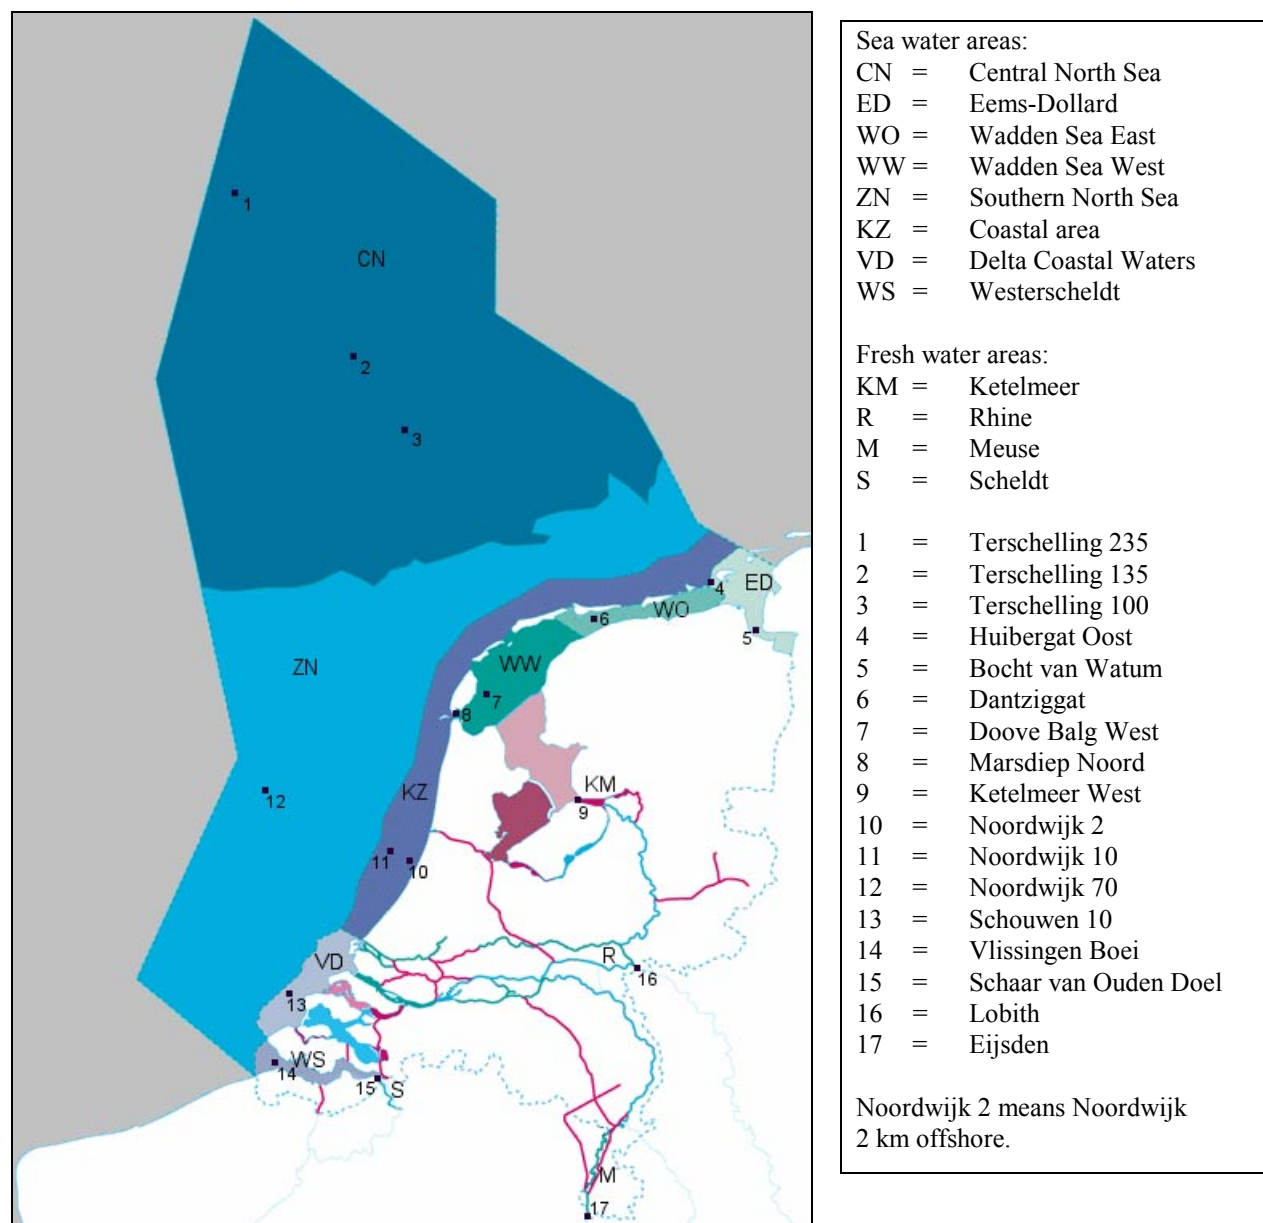 1
CN
2
3
4
ED
WO
6
5
ZN
WW
7
8
KZ
KM
12
9
11
10
VD
R
16
13
WS
14
15
S
M
17
Sea water areas:
CN = Central North Sea
ED = Eems-Dollard
WO = Wadden Sea East
WW = Wadden Sea West
ZN = Southern North Sea
KZ = Coastal area
VD = Delta Coastal Waters
WS = Westerscheldt
Fresh water areas:
KM = Ketelmeer
R = Rhine
M = Meuse
S = Scheldt
1 = Terschelling 235
2 = Terschelling 135
3 = Terschelling 100
4 = Huibergat Oost
5 = Bocht van Watum
6 = Dantziggat
7 = Doove Balg West
8 = Marsdiep Noord
9 = Ketelmeer West
10 = Noordwijk 2
11 = Noordwijk 10
12 = Noordwijk 70
13 = Schouwen 10
14 = Vlissingen Boei
15 = Schaar van Ouden Doel
16 = Lobith
17 = Eijsden
Noordwijk 2 means Noordwijk
2 km offshore.